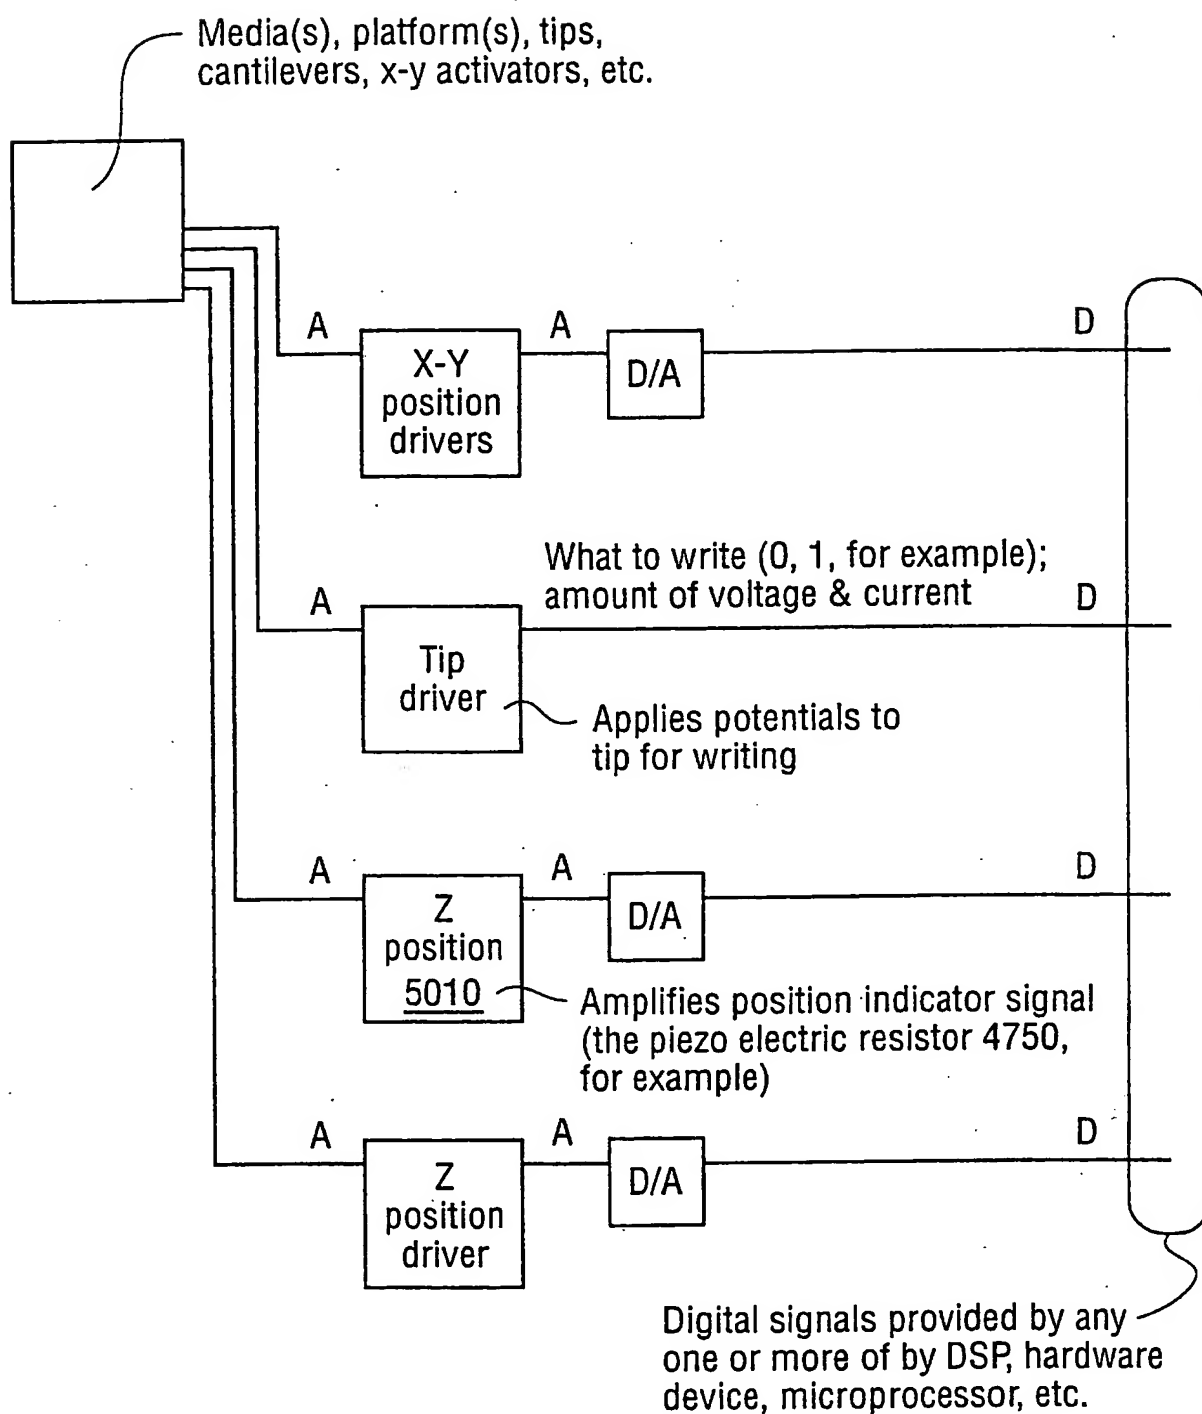 Media(s), platform(s), tips,
cantilevers, x-y activators, etc.
A
X-Y
position
drivers
A
D/A
D
What to write (0, 1, for example);
amount of voltage & current
A
Tip
driver
D
Applies potentials to
tip for writing
A
Z
position
5010
A
D/A
D
Amplifies position indicator signal
(the piezo electric resistor 4750,
for example)
A
Z
position
driver
A
D/A
D
Digital signals provided by any
one or more of by DSP, hardware
device, microprocessor, etc.